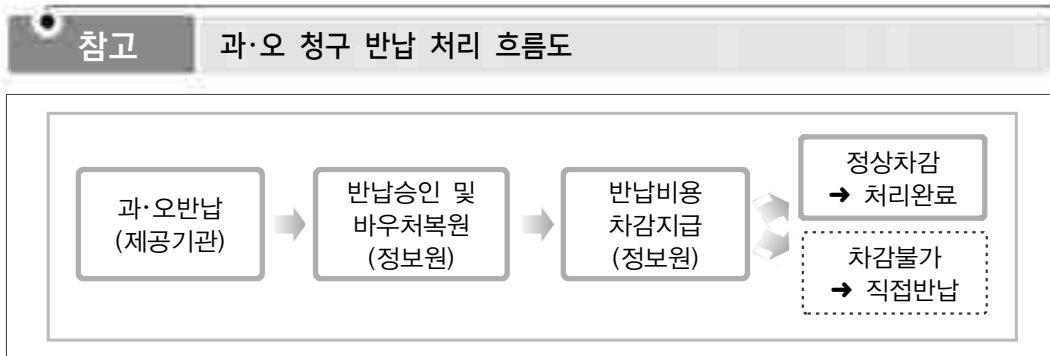 참고
과·오 청구 반납 처리 흐름도
과·오반납
(제공기관)
반납승인 및
바우처복원
(정보원)
반납비용
차감지급
(정보원)
정상차감
➜ 처리완료
차감불가
➜ 직접반납